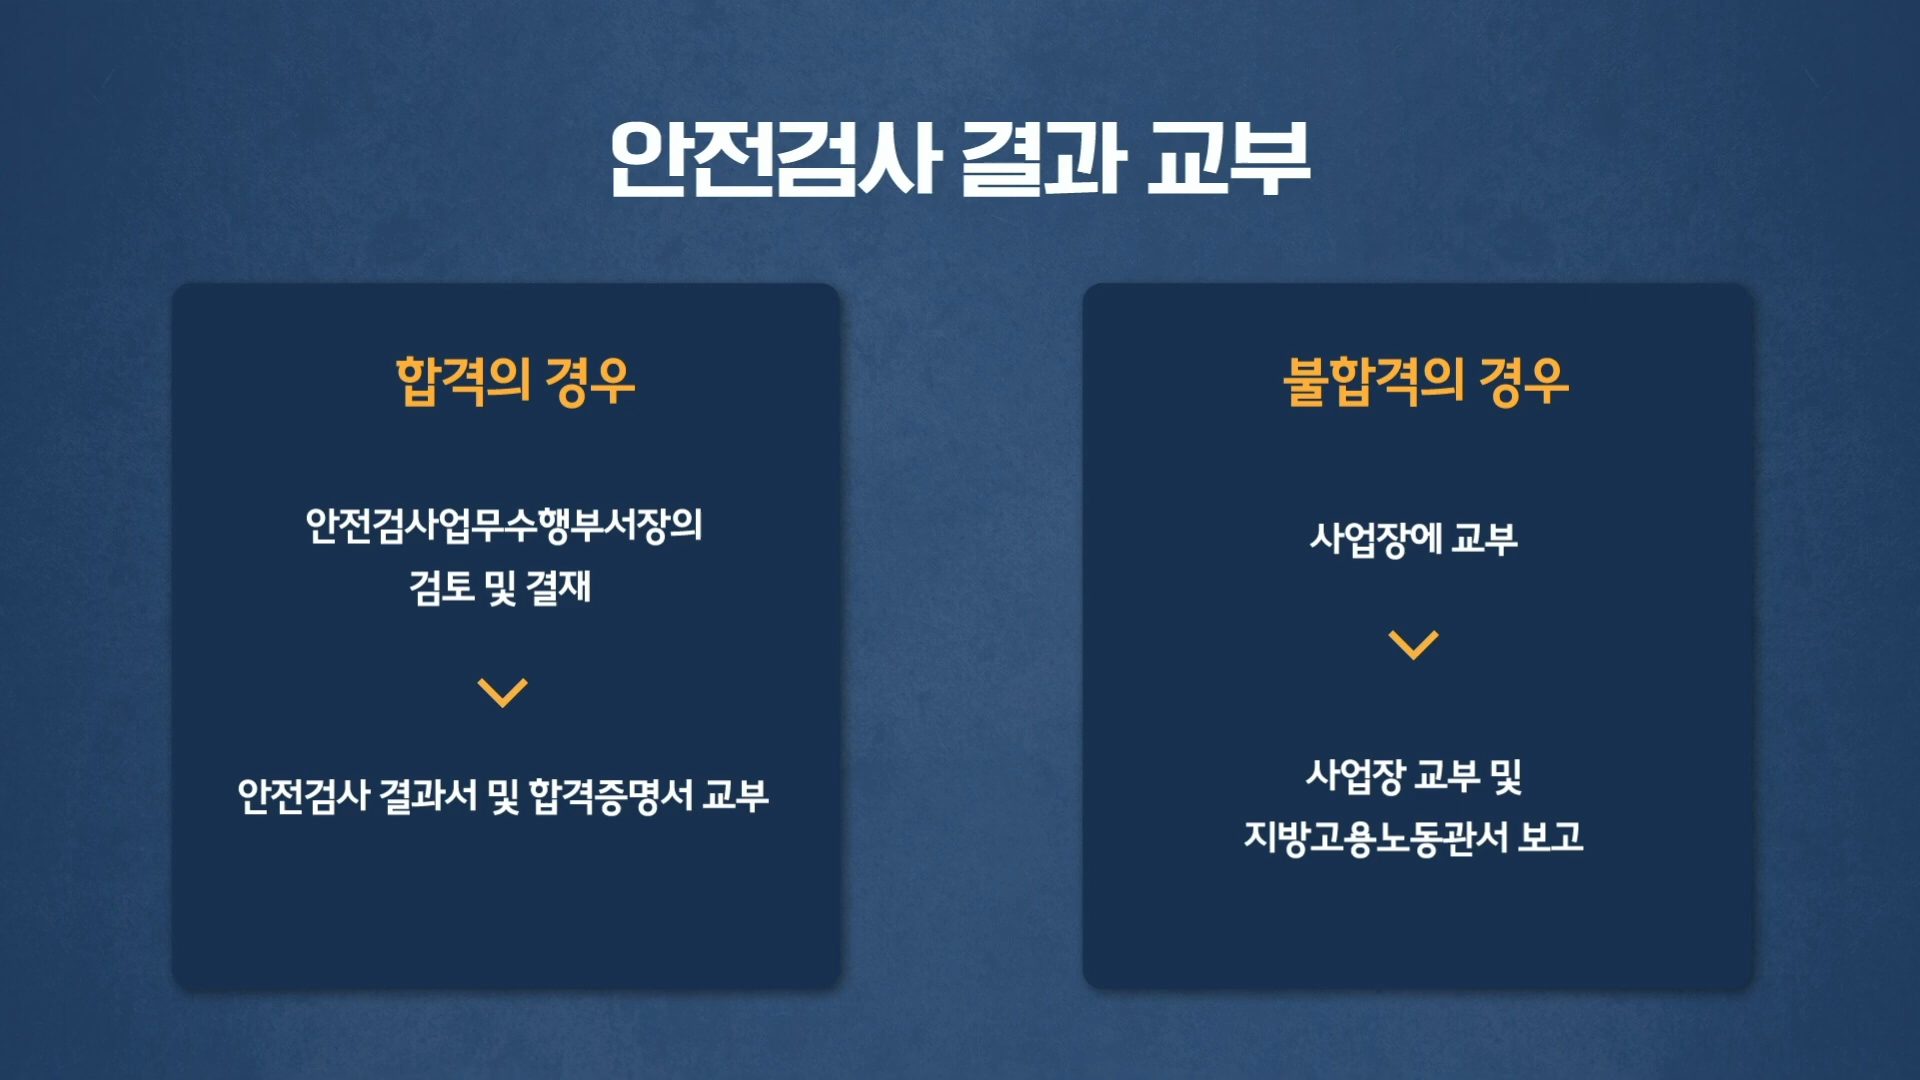 안전검사 결과 교부
합격의 경우
안전검사업무수행부서장의
검토 및 결재
안전검사 결과서 및 합격증명서 교부
불합격의 경우
사업장에 교부
사업장 교부 및
지방고용노동관서 보고